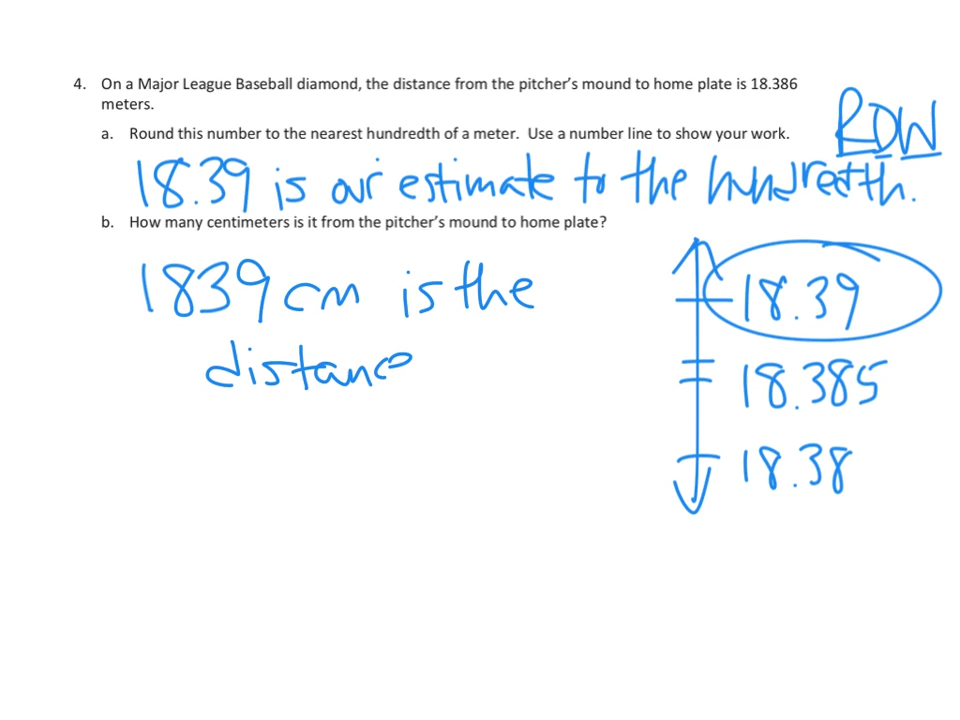 4. On a Major League Baseball diamond, the distance from the pitcher's mound to home plate is 18.386
meters.
RDW
a. Round this number to the nearest hundredth of a meter. Use a number line to show your work.
18.39 is our estimate to the hundredth.
b. How many centimeters is it from the pitcher's mound to home plate?
1839 cm is the
distance
18.39
18.385
18.38